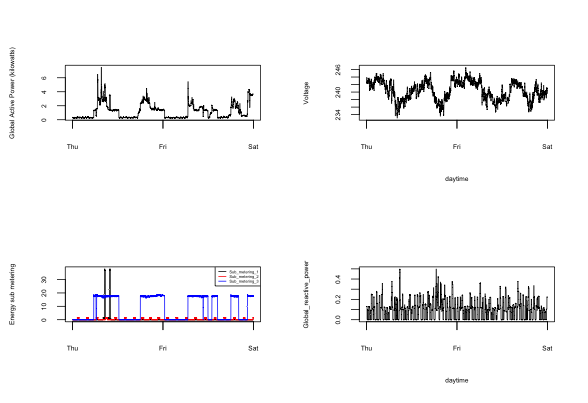 Global Active Power (kilowatts)
6
4
2
0
Thu
Fri
Sat
Voltage
246
240
234
Thu
Fri
Sat
daytime
Energy sub metering
30
20
10
0
Sub_metering_1
Sub_metering_2
Sub_metering_3
Thu
Fri
Sat
Global_reactive_power
0.4
0.2
0.0
Thu
Fri
Sat
daytime